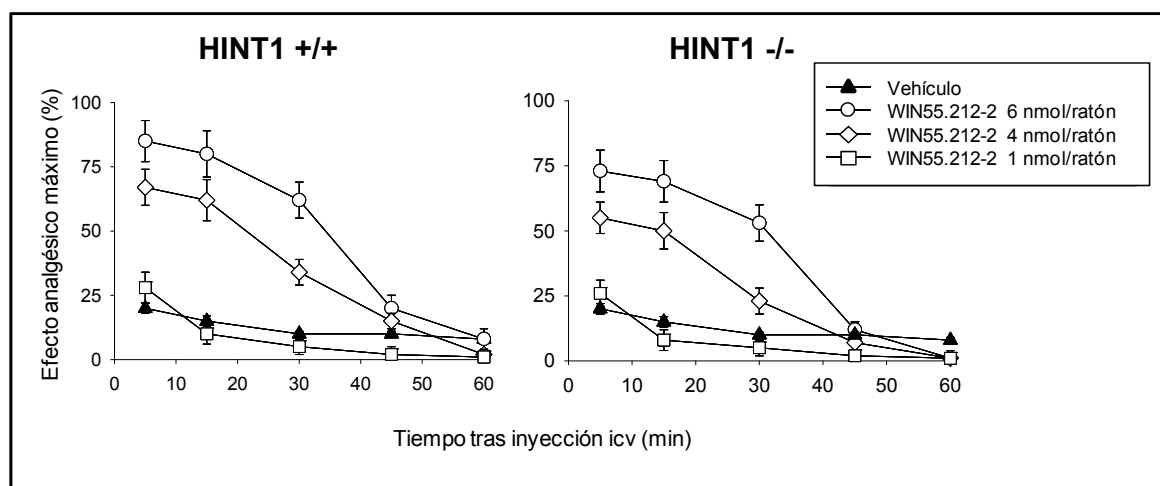 HINT1 +/+
HINT1 -/-
Vehículo
WIN55.212-2 6 nmol/ratón
WIN55.212-2 4 nmol/ratón
WIN55.212-2 1 nmol/ratón
Efecto analgésico máximo (%)
100
75
50
25
0
0 10 20 30 40 50 60
100
75
50
25
0
0 10 20 30 40 50 60
Tiempo tras inyección icv (min)